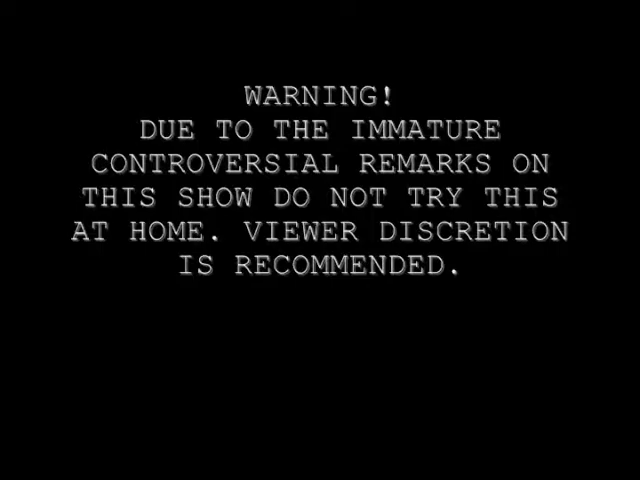 WARNING!
DUE TO THE IMMATURE
CONTROVERSIAL REMARKS ON
THIS SHOW DO NOT TRY THIS
AT HOME. VIEWER DISCRETION
IS RECOMMENDED.